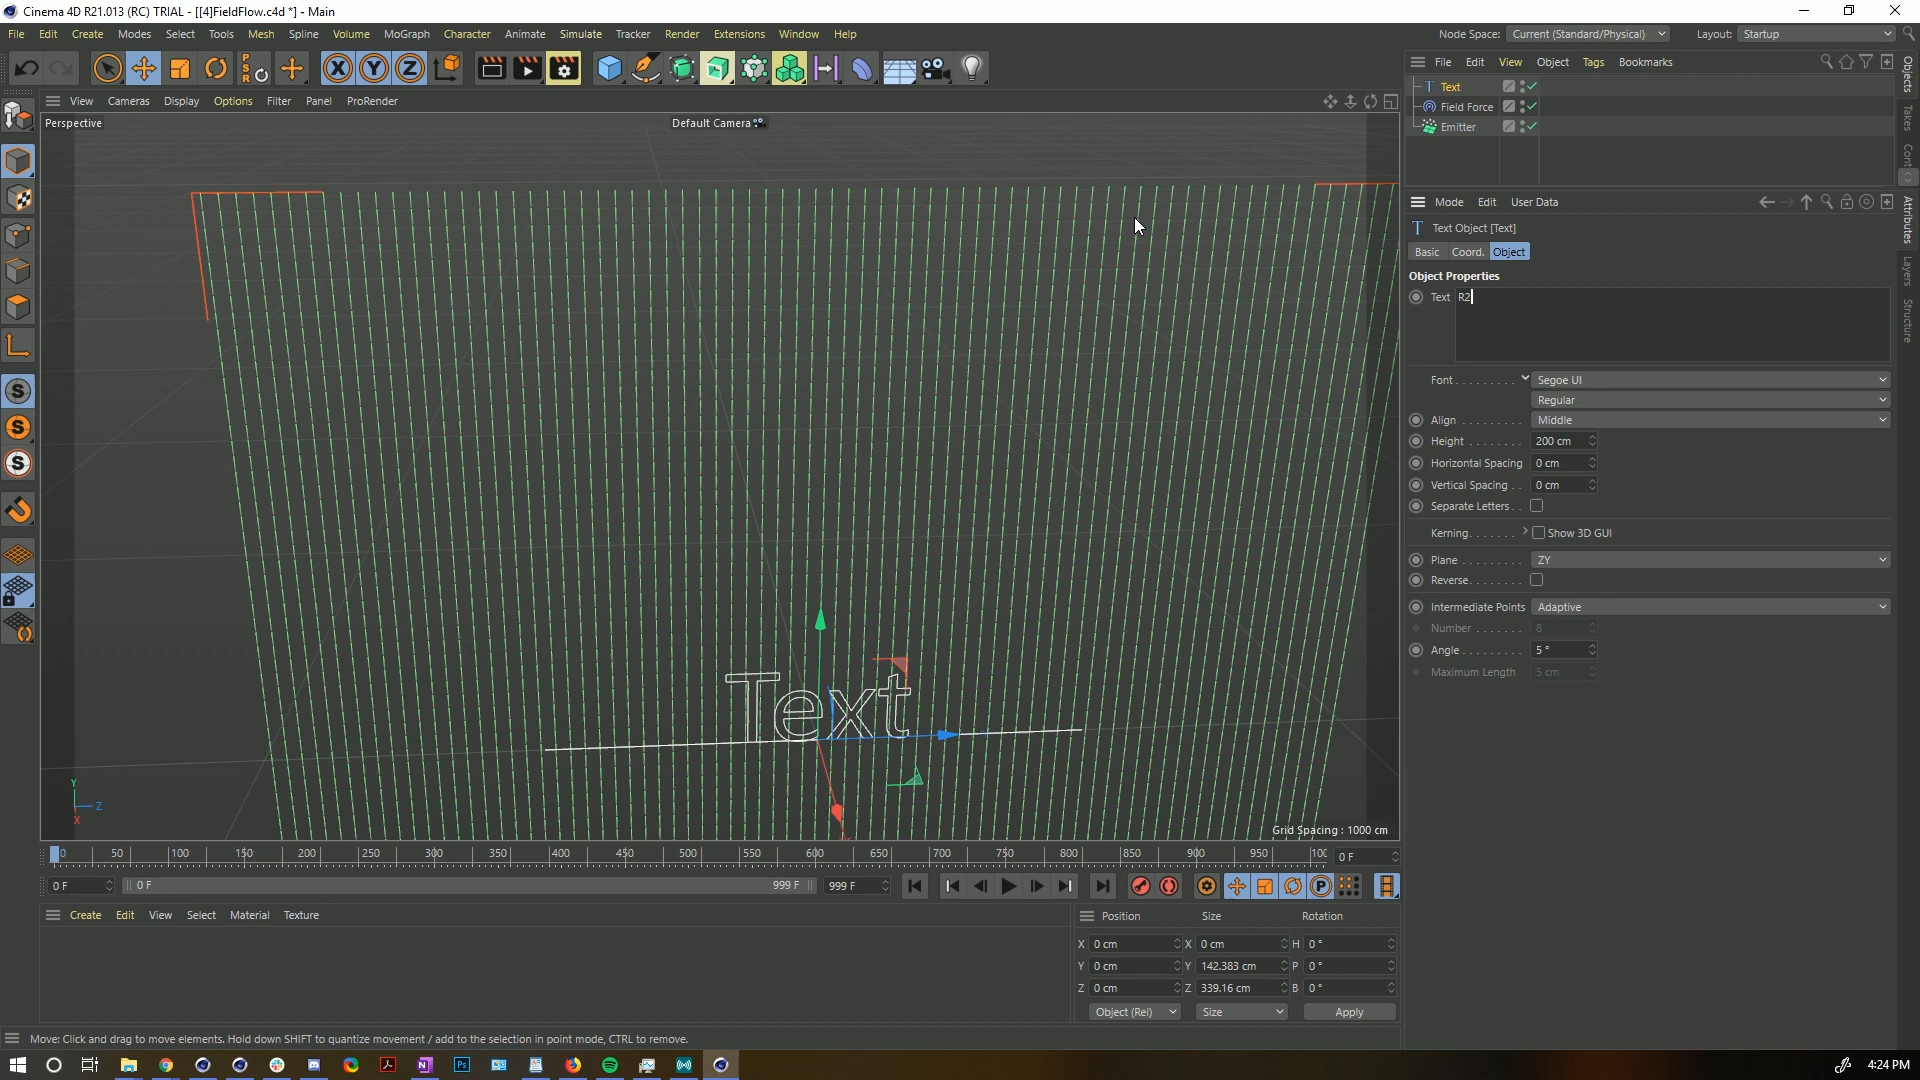 Cinema 4D R21.013 (RC) TRIAL - [[4]FieldFlow.c4d *] - Main
File Edit Create Modes Select Tools Mesh Spline Volume MoGraph Character Animate Simulate Tracker Render Extensions Window Help
Node Space: Current (Standard/Physical) Layout: Startup
X Y Z
PSR
View Cameras Display Options Filter Panel ProRender
Perspective
Default Camera
Text
Grid Spacing : 1000 cm
Y
Z
X
File Edit View Object Tags Bookmarks
Text
Field Force
Emitter
Objects
Takes
Attributes
Layers
Structure
Mode Edit User Data
Text Object [Text]
Basic Coord. Object
Object Properties
Text R2
Font Segoe UI
Regular
Align Middle
Height 200 cm
Horizontal Spacing 0 cm
Vertical Spacing 0 cm
Separate Letters
Kerning Show 3D GUI
Plane ZY
Reverse
Intermediate Points Adaptive
Number 8
Angle 5 °
Maximum Length 5 cm
0 50 100 150 200 250 300 350 400 450 500 550 600 650 700 750 800 850 900 950 100 0 F
0 F 0 F 999 F 999 F
Create Edit View Select Material Texture
Position Size Rotation
X 0 cm X 0 cm H 0 °
Y 0 cm Y 142.383 cm P 0 °
Z 0 cm Z 339.16 cm B 0 °
Object (Rel) Size Apply
Move: Click and drag to move elements. Hold down SHIFT to quantize movement / add to the selection in point mode, CTRL to remove.
4:24 PM